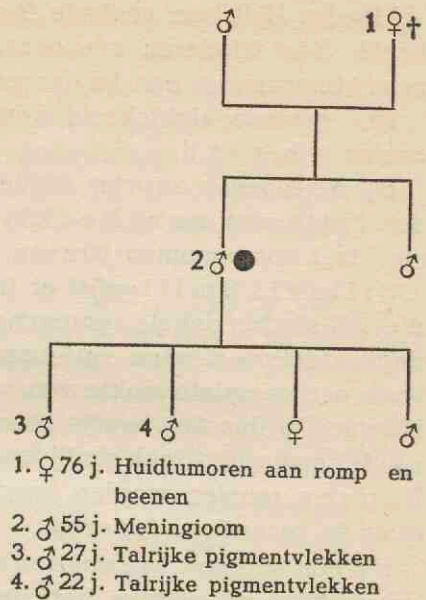 ♂ 1 ♀†
2 ♂ ● ♂
3 ♂ 4 ♂ ♀ ♂
1. ♀ 76 j. Huidtumoren aan romp en
beenen
2. ♂ 55 j. Meningioom
3. ♂ 27 j. Talrijke pigmentvlekken
4. ♂ 22 j. Talrijke pigmentvlekken